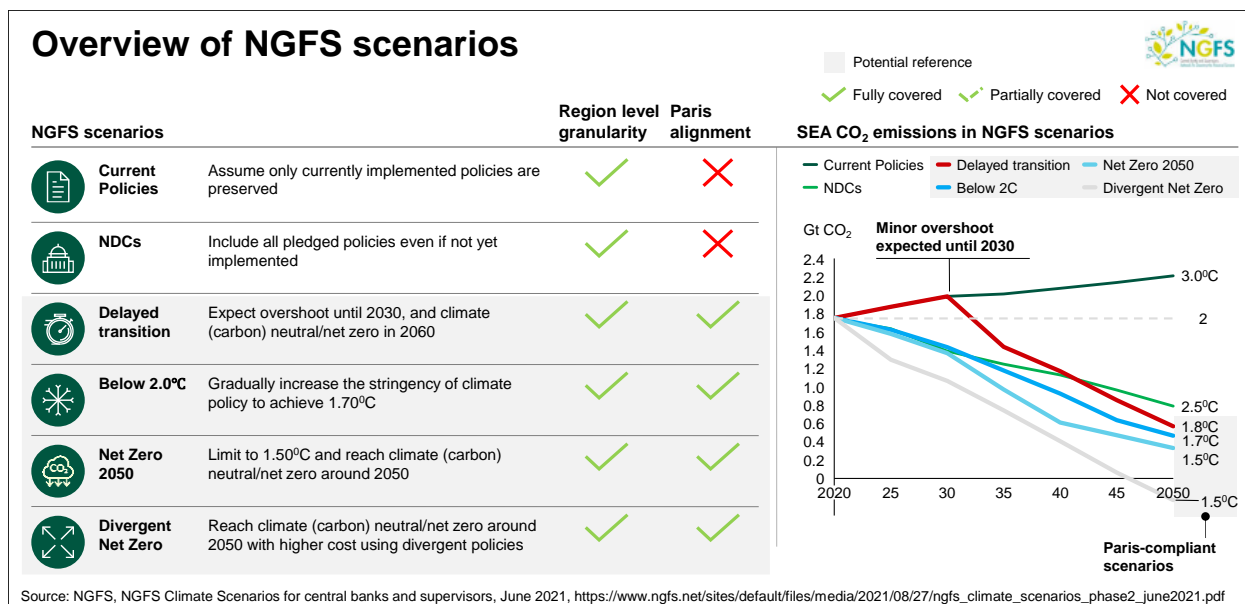 Overview of NGFS scenarios
NGFS
Potential reference
Fully covered
Partially covered
Not covered
NGFS scenarios
Region level
granularity
Paris
alignment
Current
Policies
Assume only currently implemented policies are
preserved
NDCs
Include all pledged policies even if not yet
implemented
Delayed
transition
Expect overshoot until 2030, and climate
(carbon) neutral/net zero in 2060
Below 2.0℃
Gradually increase the stringency of climate
policy to achieve 1.70⁰C
CO₂
Net Zero
2050
Limit to 1.50⁰C and reach climate (carbon)
neutral/net zero around 2050
Divergent
Net Zero
Reach climate (carbon) neutral/net zero around
2050 with higher cost using divergent policies
SEA CO₂ emissions in NGFS scenarios
Current Policies
Delayed transition
Net Zero 2050
NDCs
Below 2C
Divergent Net Zero
Gt CO₂
Minor overshoot
expected until 2030
2.4
2.2
2.0
1.8
1.6
1.4
1.2
1.0
0.8
0.6
0.4
0.2
0
2020
25
30
35
40
45
2050
3.0⁰C
2
2.5⁰C
1.8⁰C
1.7⁰C
1.5⁰C
1.5⁰C
Paris-compliant
scenarios
Source: NGFS, NGFS Climate Scenarios for central banks and supervisors, June 2021, https://www.ngfs.net/sites/default/files/media/2021/08/27/ngfs_climate_scenarios_phase2_june2021.pdf